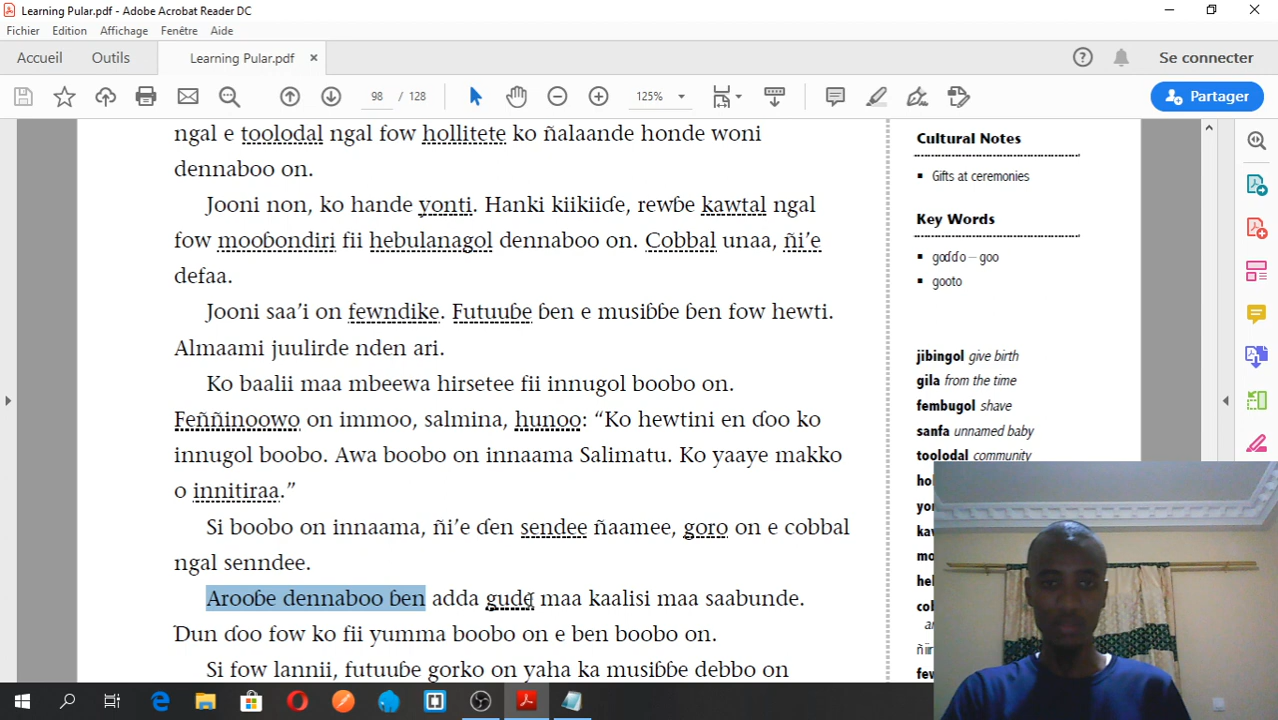 Learning Pular.pdf - Adobe Acrobat Reader DC
Fichier Edition Affichage Fenêtre Aide
Accueil Outils Learning Pular.pdf Se connecter
98 / 128 125% Partager
ngal e toolodal ngal fow hollitete ko ñalaande honde woni
dennaboo on.
Jooni non, ko hande yonti. Hanki kiikiiɗe, rewɓe kawtal ngal
fow mooɓondiri fii hebulanagol dennaboo on. Cobbal unaa, ñi’e
defaa.
Jooni saa’i on fewndike. Futuuɓe ɓen e musiɓɓe ɓen fow hewti.
Almaami juulirde nden ari.
Ko baalii maa mbeewa hirsetee fii innugol boobo on.
Feññinoowo on immoo, salmina, hunoo: “Ko hewtini en ɗoo ko
innugol boobo. Awa boobo on innaama Salimatu. Ko yaaye makko
o innitiraa.”
Si boobo on innaama, ñi’e ɗen sendee ñaamee, goro on e cobbal
ngal senndee.
Arooɓe dennaboo ɓen adda gude maa kaalisi maa saabunde.
Ɗun ɗoo fow ko fii yumma boobo on e ben boobo on.
Si fow lannii, futuuɓe gorko on yaha ka musiɓɓe debbo on
Cultural Notes
▪ Gifts at ceremonies
Key Words
▪ goɗɗo – goo
▪ gooto
jibingol give birth
gila from the time
fembugol shave
sanfa unnamed baby
toolodal community